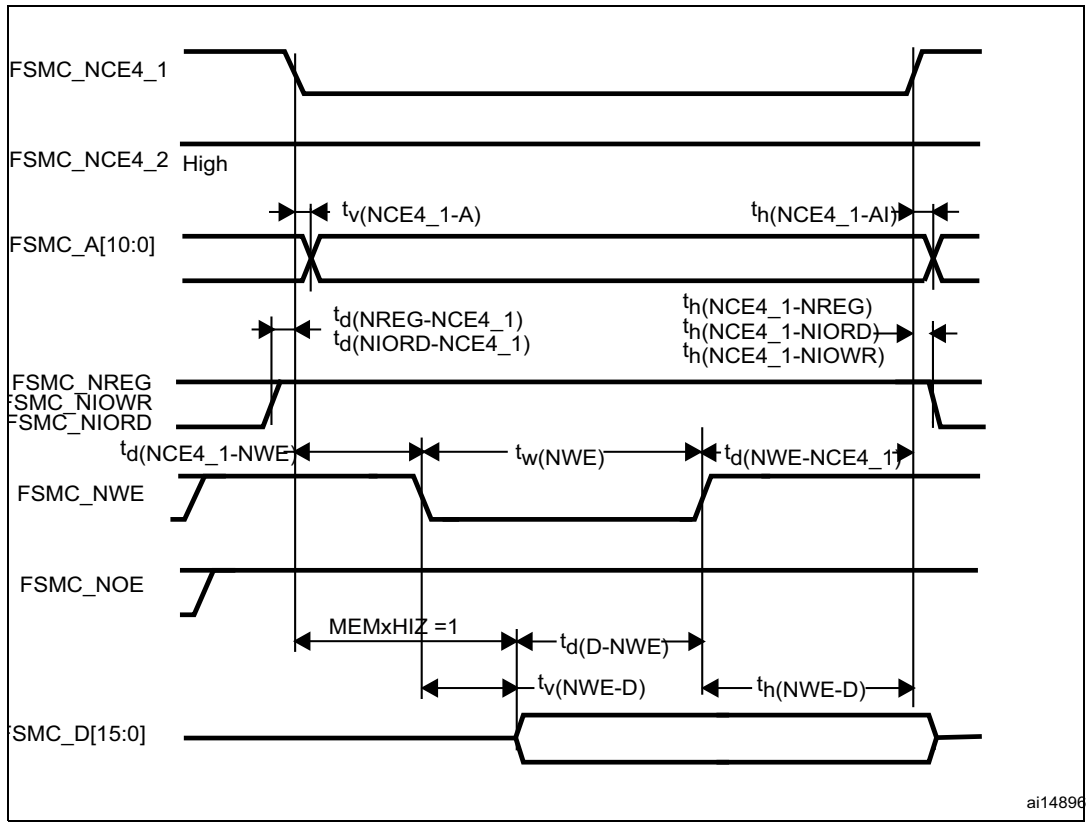 FSMC_NCE4_1
FSMC_NCE4_2 High
tv(NCE4_1-A) th(NCE4_1-AI)
FSMC_A[10:0]
td(NREG-NCE4_1)
td(NIORD-NCE4_1)
th(NCE4_1-NREG)
th(NCE4_1-NIORD)
th(NCE4_1-NIOWR)
FSMC_NREG
FSMC_NIOWR
FSMC_NIORD
td(NCE4_1-NWE) tw(NWE) td(NWE-NCE4_1)
FSMC_NWE
FSMC_NOE
MEMxHIZ =1 td(D-NWE)
tv(NWE-D) th(NWE-D)
FSMC_D[15:0]
ai14896